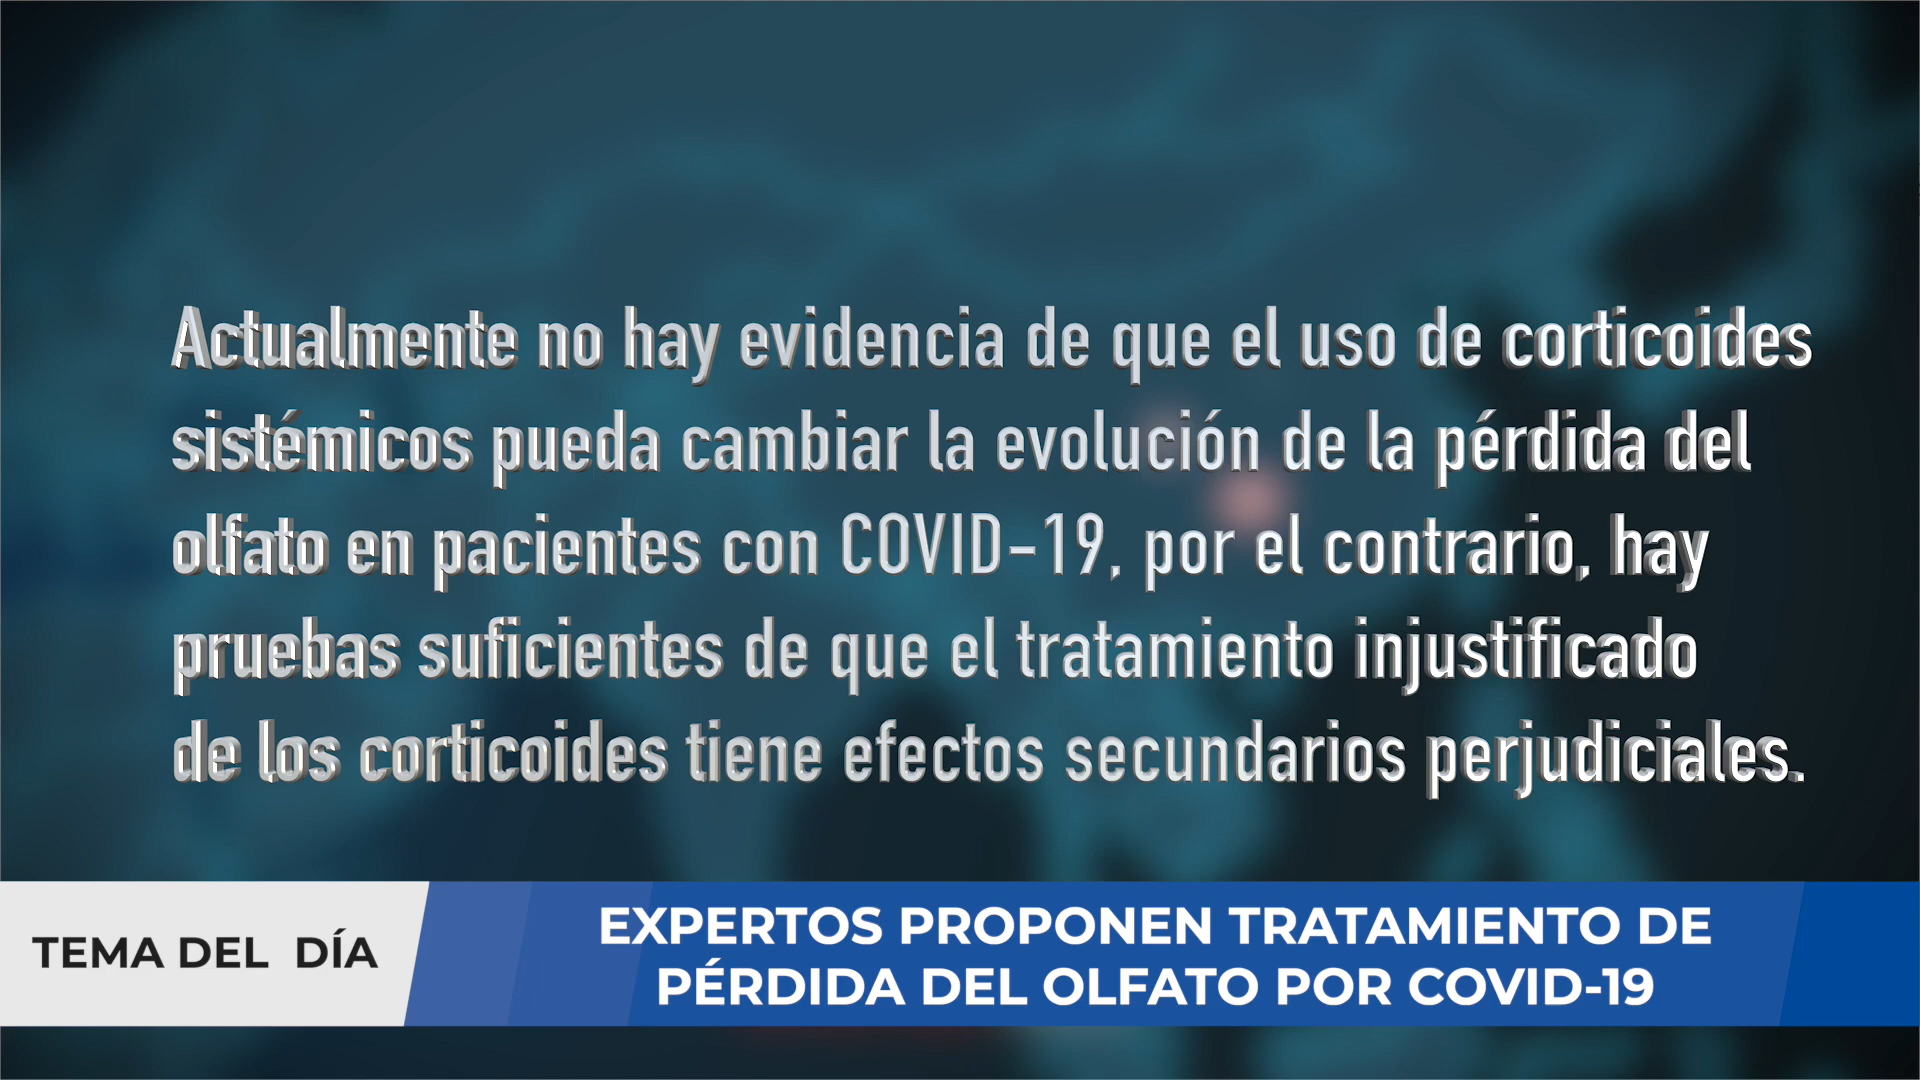 Actualmente no hay evidencia de que el uso de corticoides
sistémicos pueda cambiar la evolución de la pérdida del
olfato en pacientes con COVID-19, por el contrario, hay
pruebas suficientes de que el tratamiento injustificado
de los corticoides tiene efectos secundarios perjudiciales.
TEMA DEL DÍA
EXPERTOS PROPONEN TRATAMIENTO DE
PÉRDIDA DEL OLFATO POR COVID-19